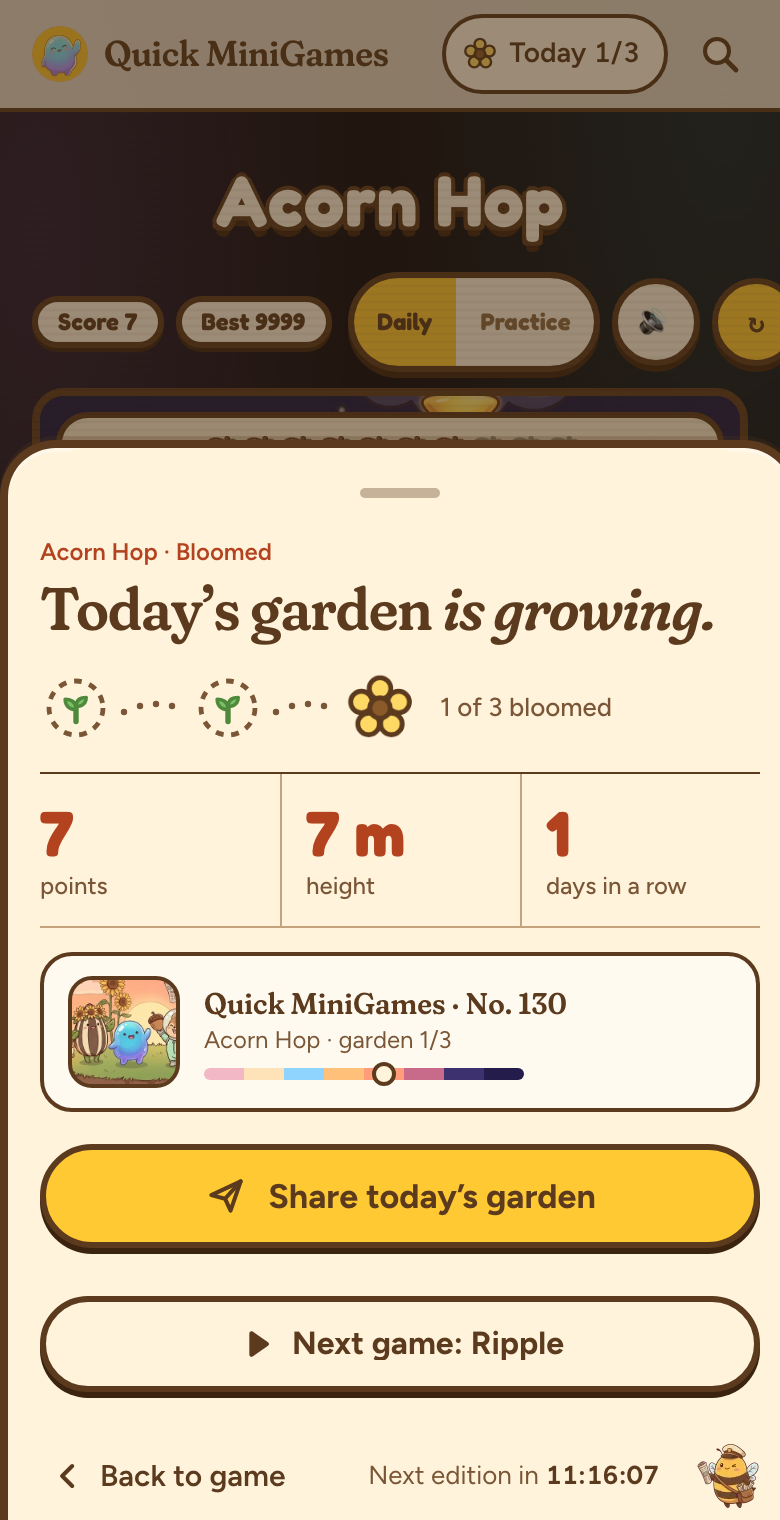 Quick MiniGames
Today 1/3
Acorn Hop
Score 7
Best 9999
Daily
Practice
Acorn Hop · Bloomed
Today’s garden is growing.
1 of 3 bloomed
7
points
7 m
height
1
days in a row
Quick MiniGames · No. 130
Acorn Hop · garden 1/3
Share today’s garden
Next game: Ripple
Back to game
Next edition in 11:16:07